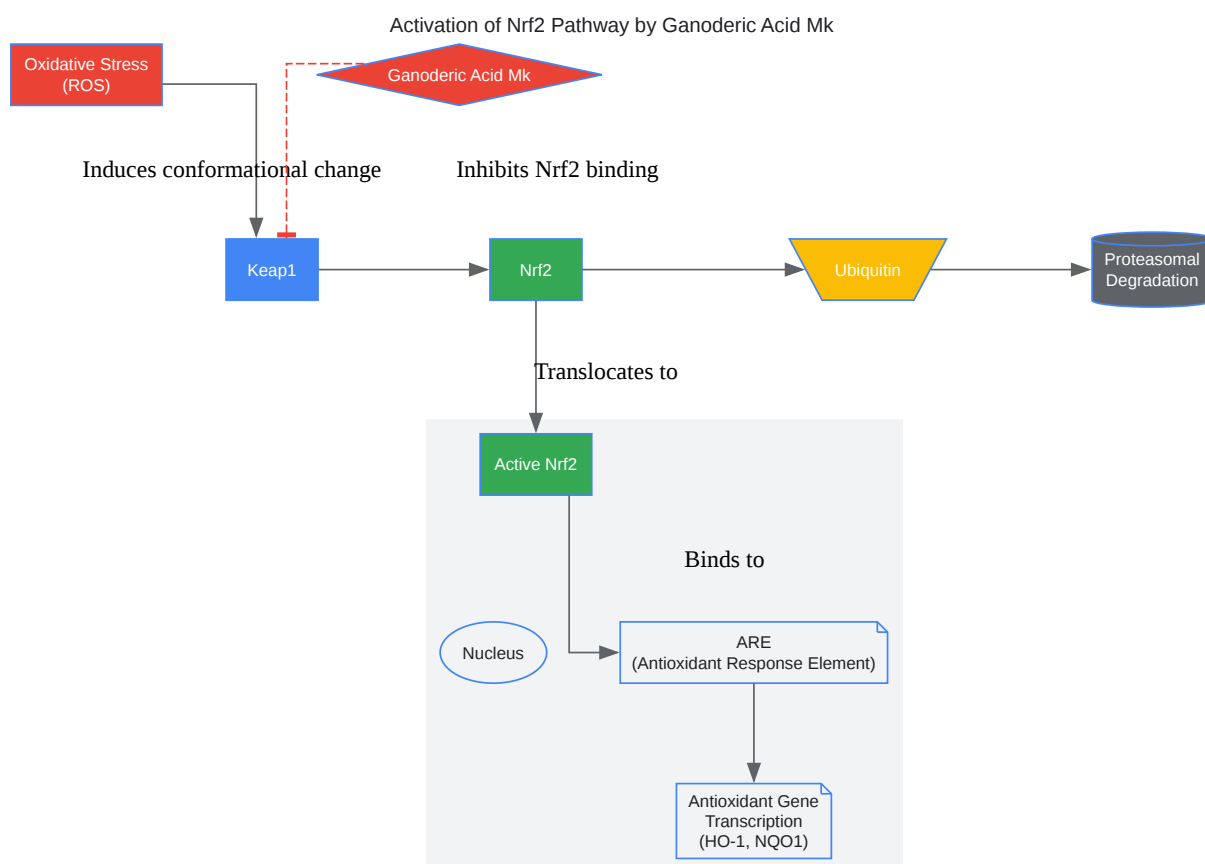 Activation of Nrf2 Pathway by Ganoderic Acid Mk
Oxidative Stress
(ROS)
Ganoderic Acid Mk
Induces conformational change
Inhibits Nrf2 binding
Keap1
Nrf2
Ubiquitin
Proteasomal
Degradation
Translocates to
Active Nrf2
Binds to
Nucleus
ARE
(Antioxidant Response Element)
Antioxidant Gene
Transcription
(HO-1, NQO1)